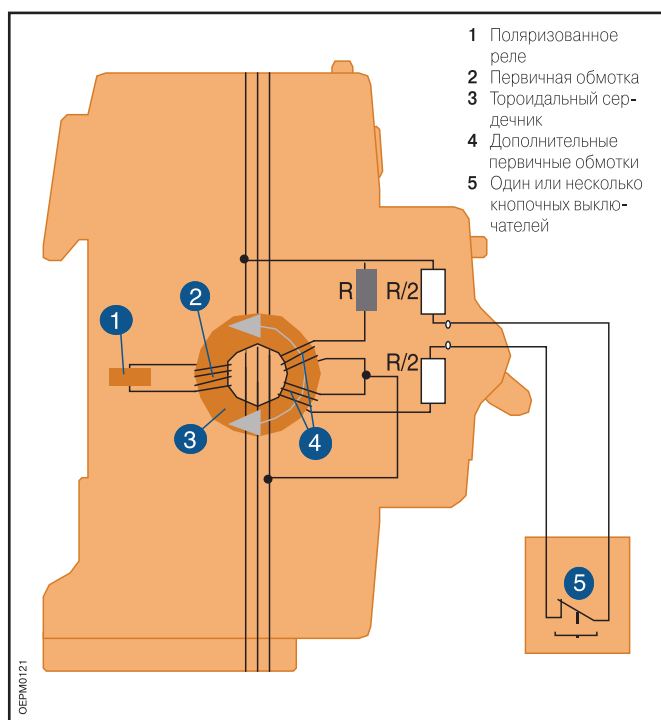 1 Поляризованное
реле
2 Первичная обмотка
3 Тороидальный сер-
дечник
4 Дополнительные
первичные обмотки
5 Один или несколько
кнопочных выклю-
чателей
R R/2
2
1
R/2
3
4
5
OEPM0121